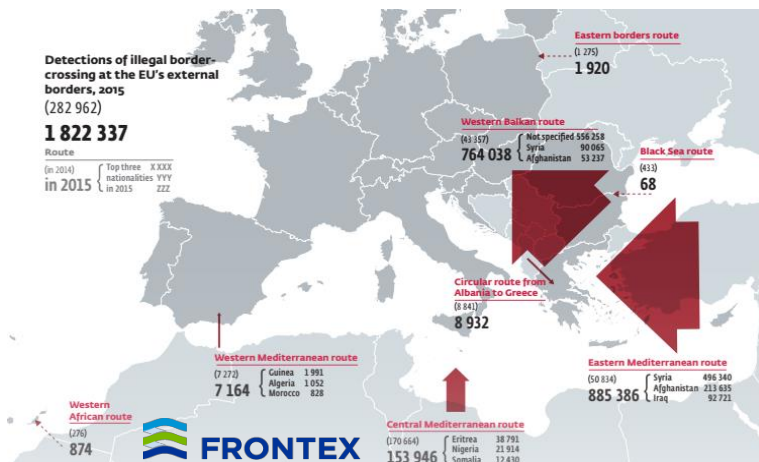 Detections of illegal border-
crossing at the EU's external
borders, 2015
(282 962)
1 822 337
Route
(in 2014)
in 2015
Top three XXXX
nationalities YYY
in 2015 ZZZ
Eastern borders route
(1 275)
1 920
Western Balkan route
(43 357)
764 038
Not specified 556 258
Syria 90 065
Afghanistan 53 237
Black Sea route
(433)
68
Circular route from
Albania to Greece
(8 841)
8 932
Western Mediterranean route
(7 272)
7 164
Guinea 1 991
Algeria 1 052
Morocco 828
Eastern Mediterranean route
(50 834)
885 386
Syria 496 340
Afghanistan 213 635
Iraq 92 721
Western
African route
(276)
874
Central Mediterranean route
(170 664)
153 946
Eritrea 38 791
Nigeria 21 914
Somalia 12 430
FRONTEX